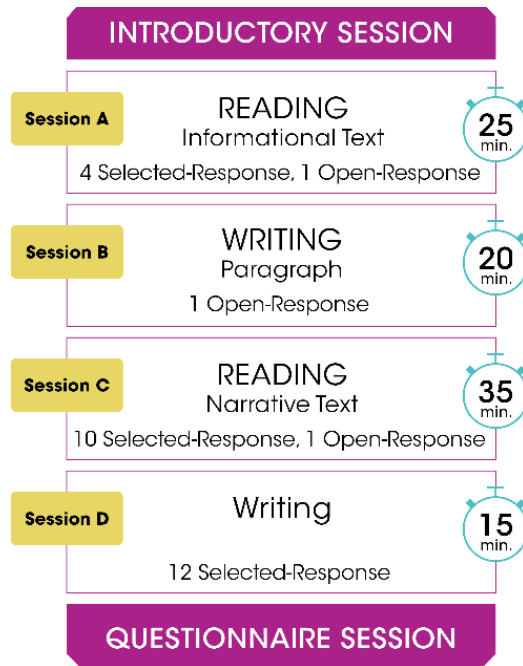 INTRODUCTORY SESSION
Session A
READING
Informational Text
4 Selected-Response, 1 Open-Response
25
min.
Session B
WRITING
Paragraph
1 Open-Response
20
min.
Session C
READING
Narrative Text
10 Selected-Response, 1 Open-Response
35
min.
Session D
Writing
12 Selected-Response
15
min.
QUESTIONNAIRE SESSION